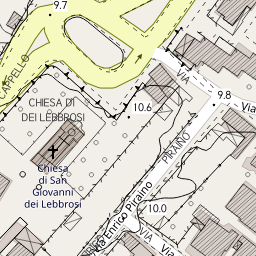 9.7
CAPPELLO
VIA
Via
9.8
10.6
CHIESA DI
DEI LEBBROSI
PIRAINO
Chiesa
di San
Giovanni
dei Lebbrosi
Enrico Piraino
10.0
VIA
Via